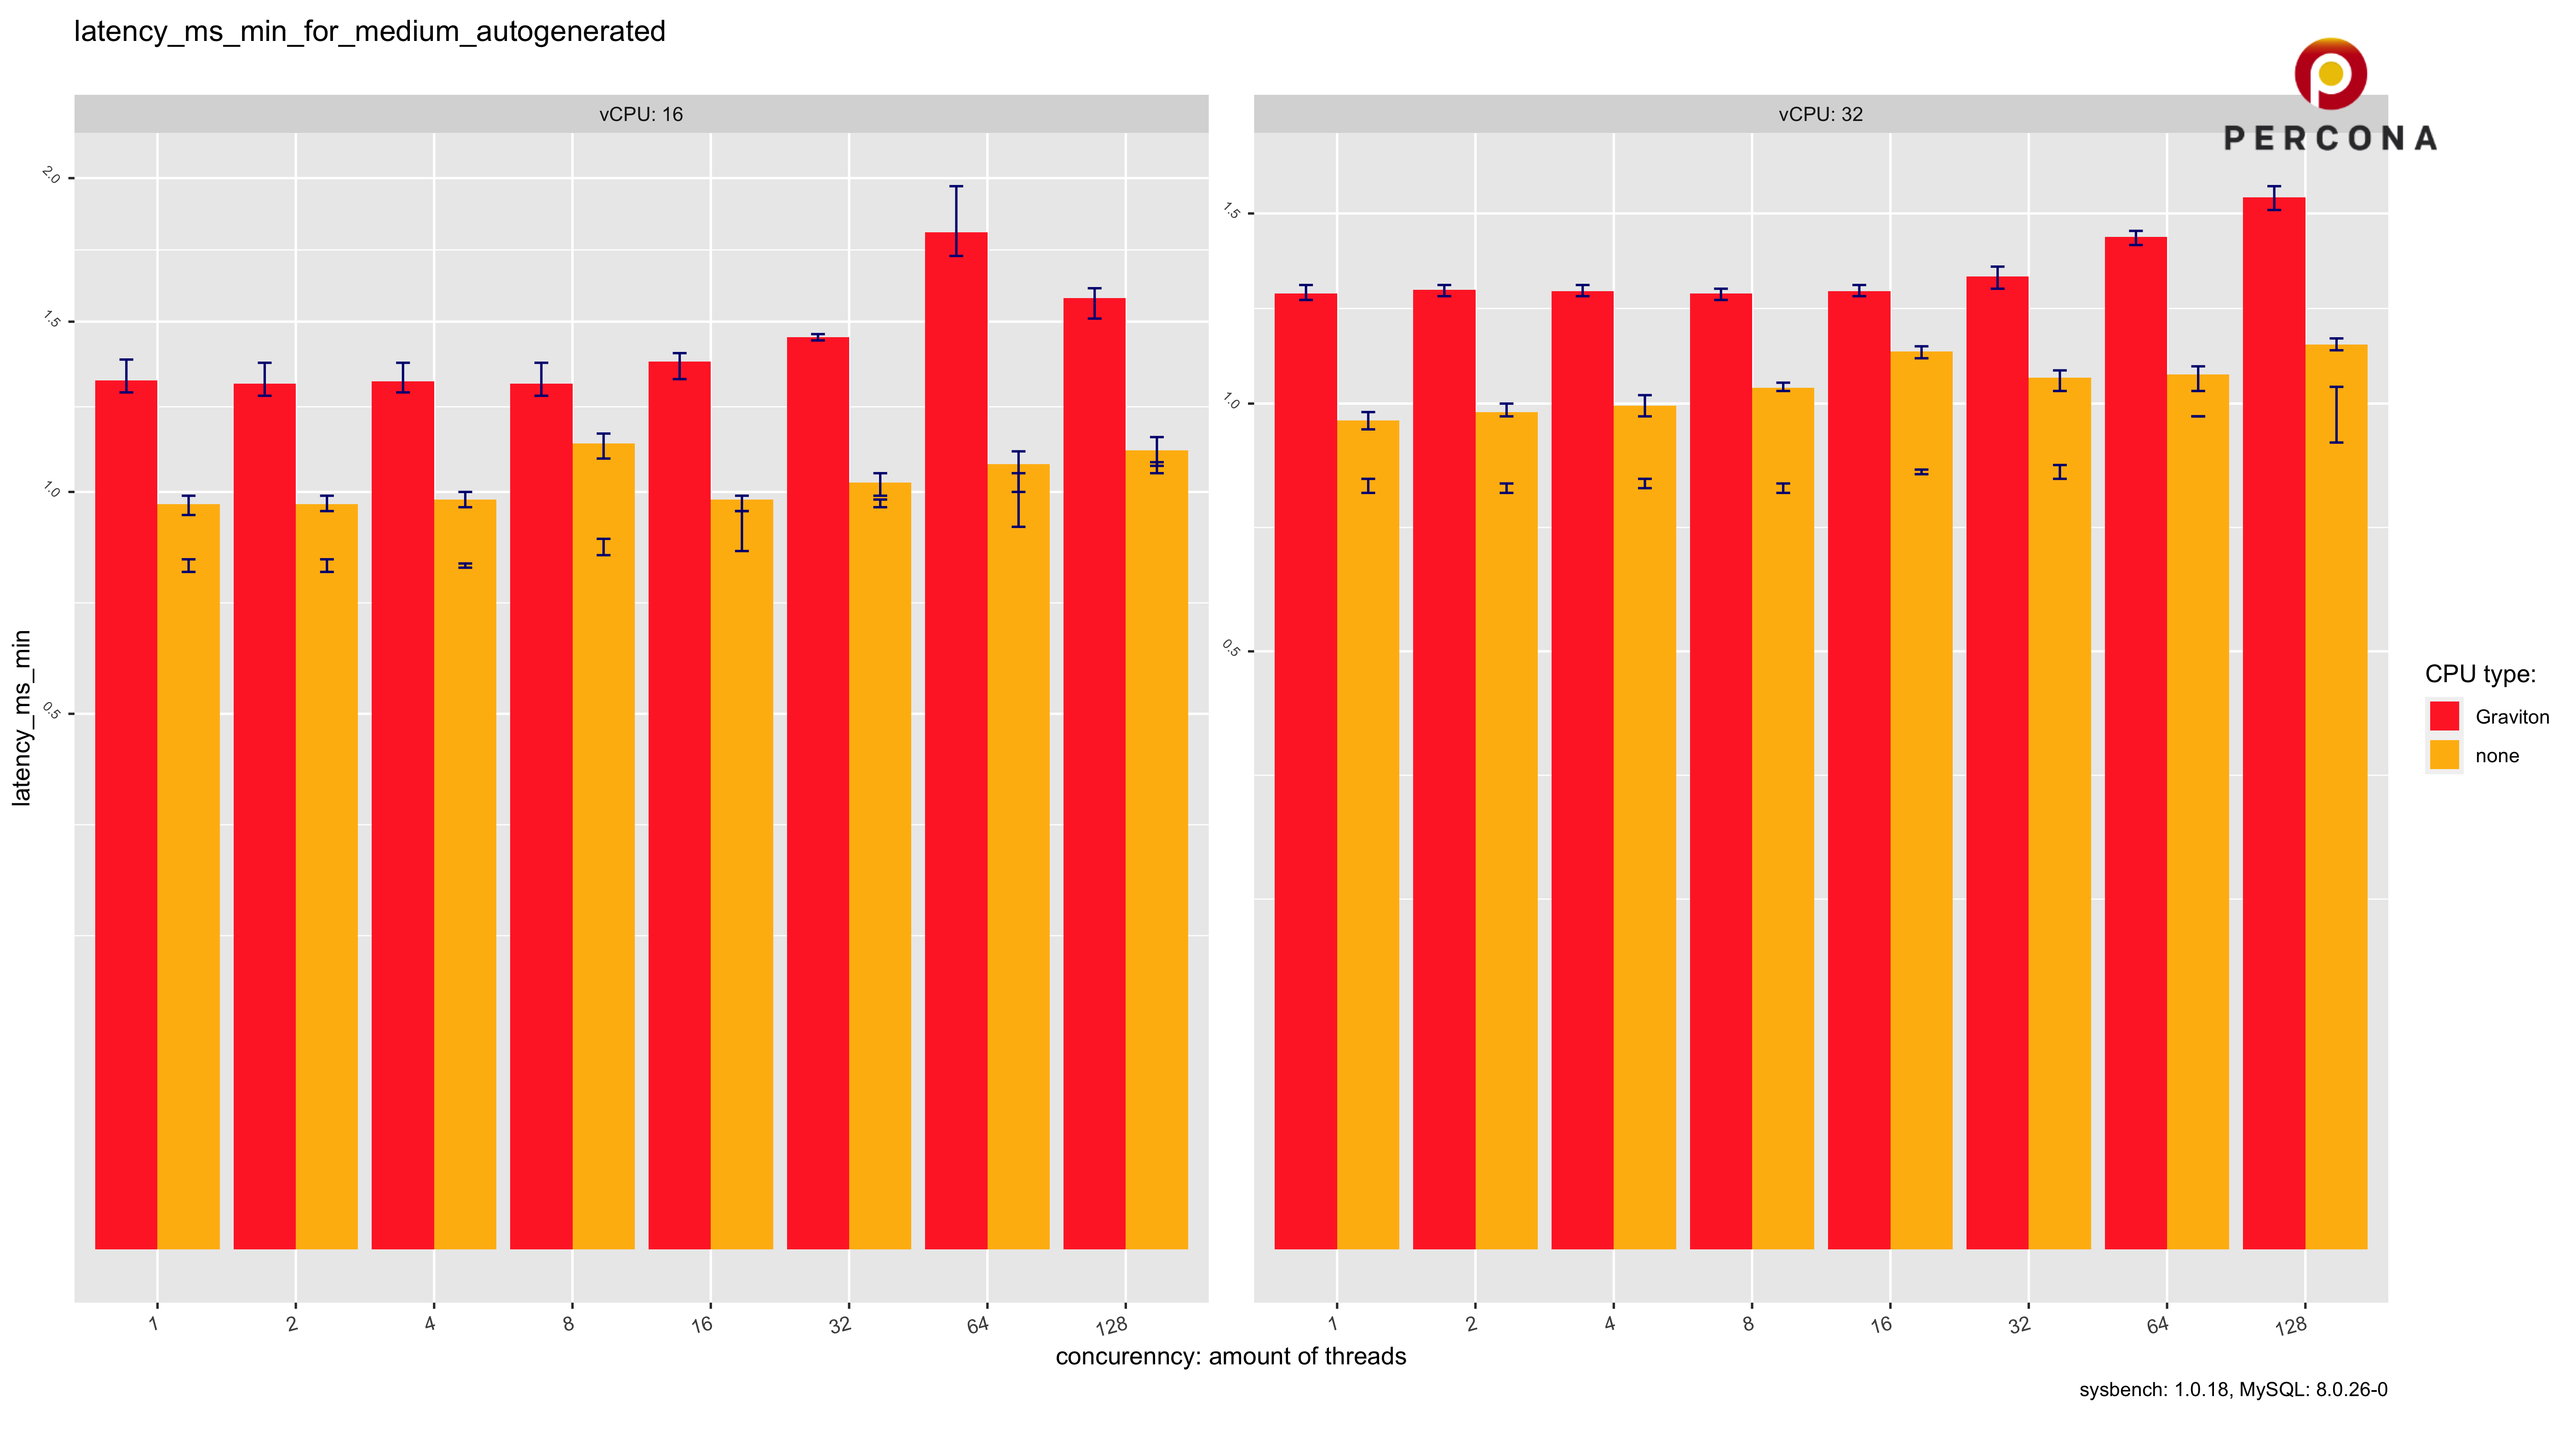 latency_ms_min_for_medium_autogenerated
PERCONA
vCPU: 16
vCPU: 32
latency_ms_min
2.0
1.5
1.0
0.5
1.5
1.0
0.5
1 2 4 8 16 32 64 128
1 2 4 8 16 32 64 128
concurenncy: amount of threads
CPU type:
Graviton
none
sysbench: 1.0.18, MySQL: 8.0.26-0